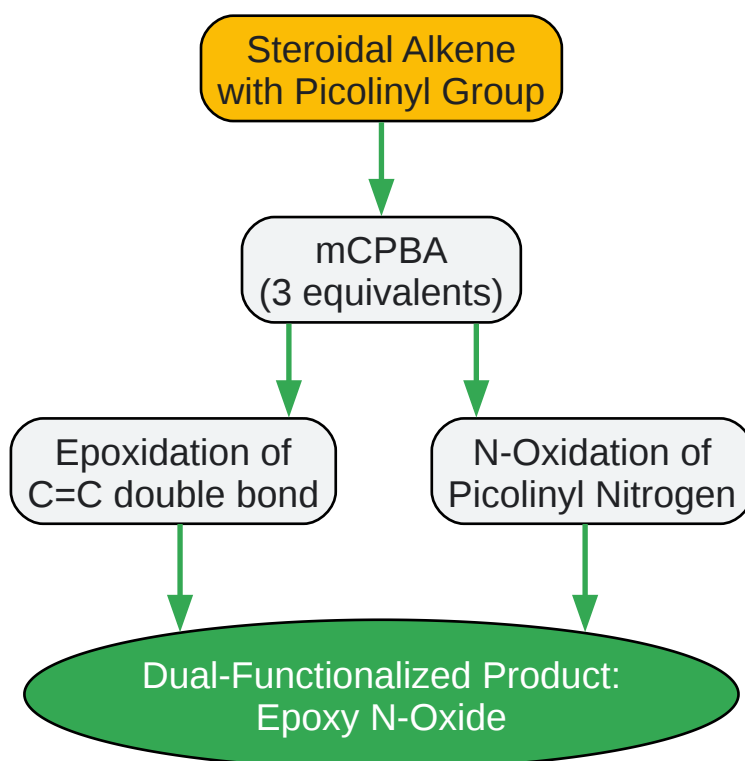 Steroidal Alkene
with Picolinyl Group
mCPBA
(3 equivalents)
Epoxidation of
C=C double bond
N-Oxidation of
Picolinyl Nitrogen
Dual-Functionalized Product:
Epoxy N-Oxide